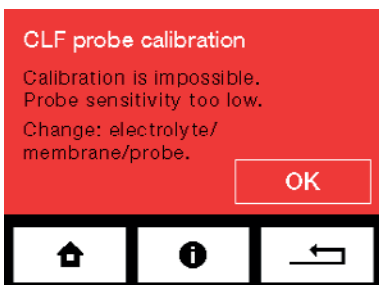 CLF probe calibration
Calibration is impossible.
Probe sensitivity too low.
Change: electrolyte/
membrane/probe.
OK